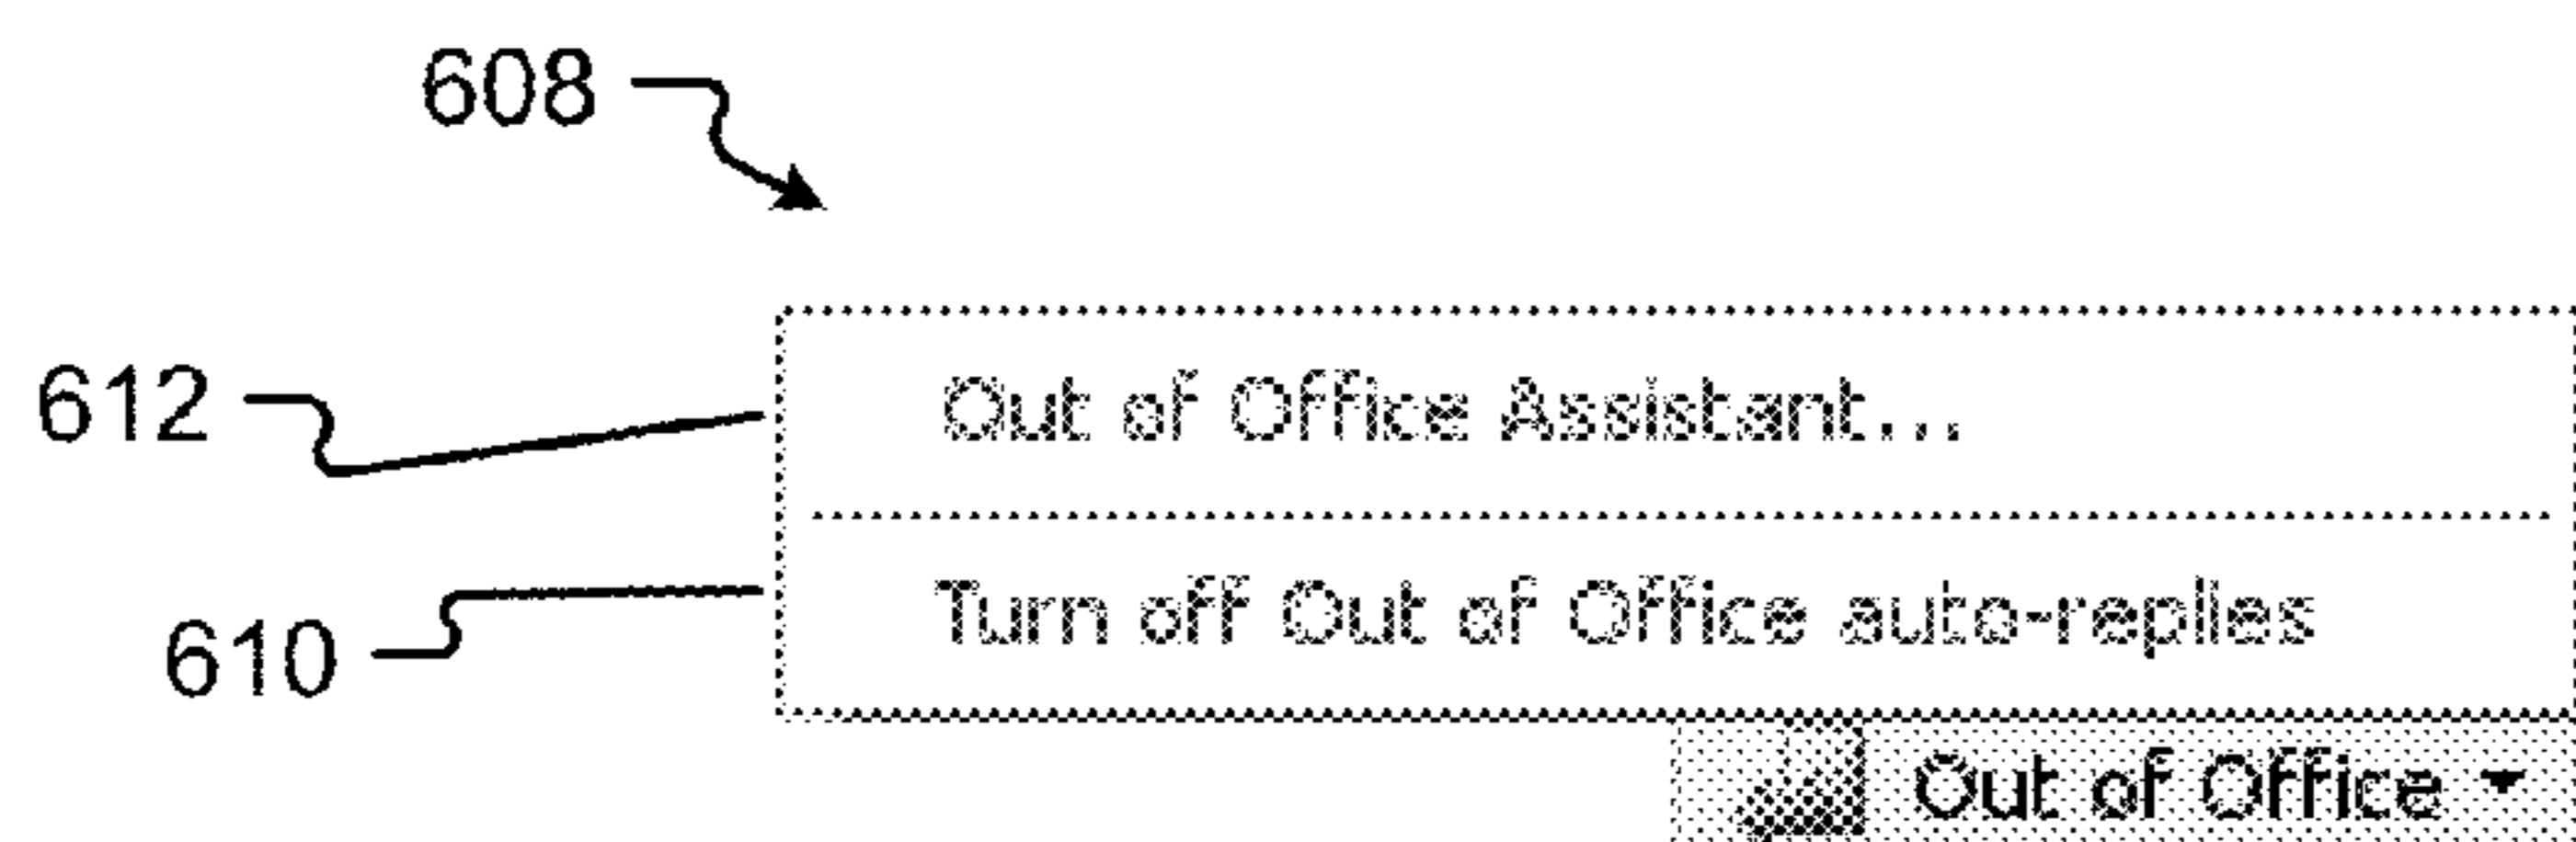 608
612
Out of Office Assistant...
610
Turn off Out of Office auto-replies
Out of Office